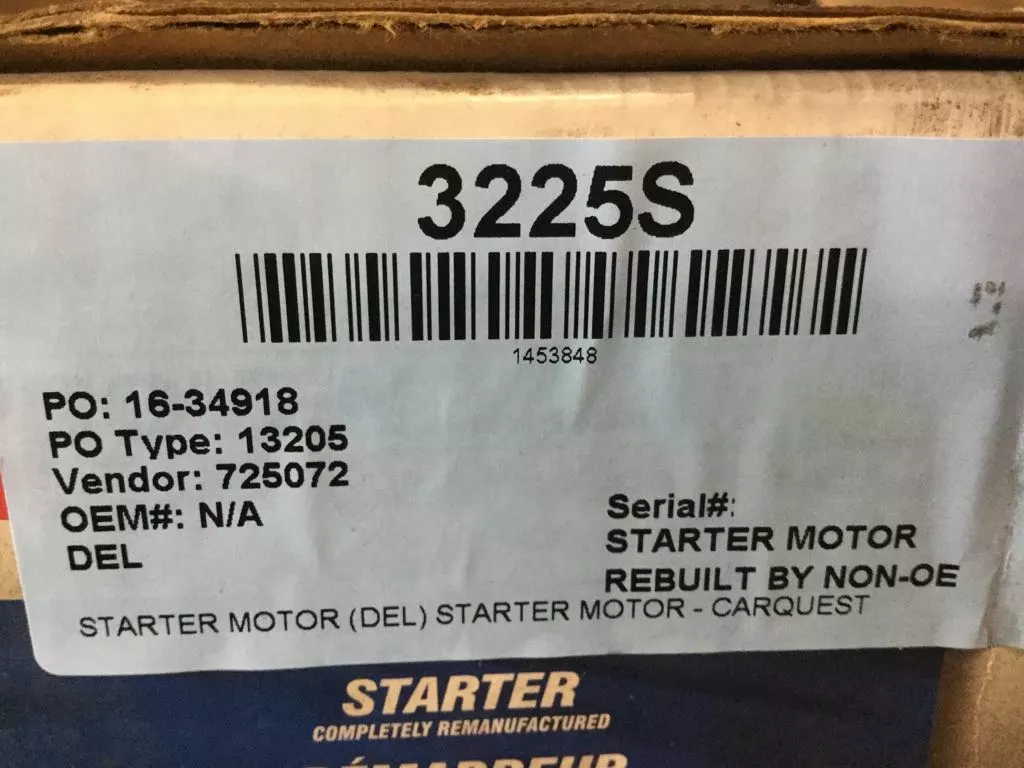 3225S
1453848
PO: 16-34918
PO Type: 13205
Vendor: 725072
OEM#: N/A
DEL
Serial#:
STARTER MOTOR
REBUILT BY NON-OE
STARTER MOTOR (DEL) STARTER MOTOR - CARQUEST
STARTER
COMPLETELY REMANUFACTURED
DÉMARREUR